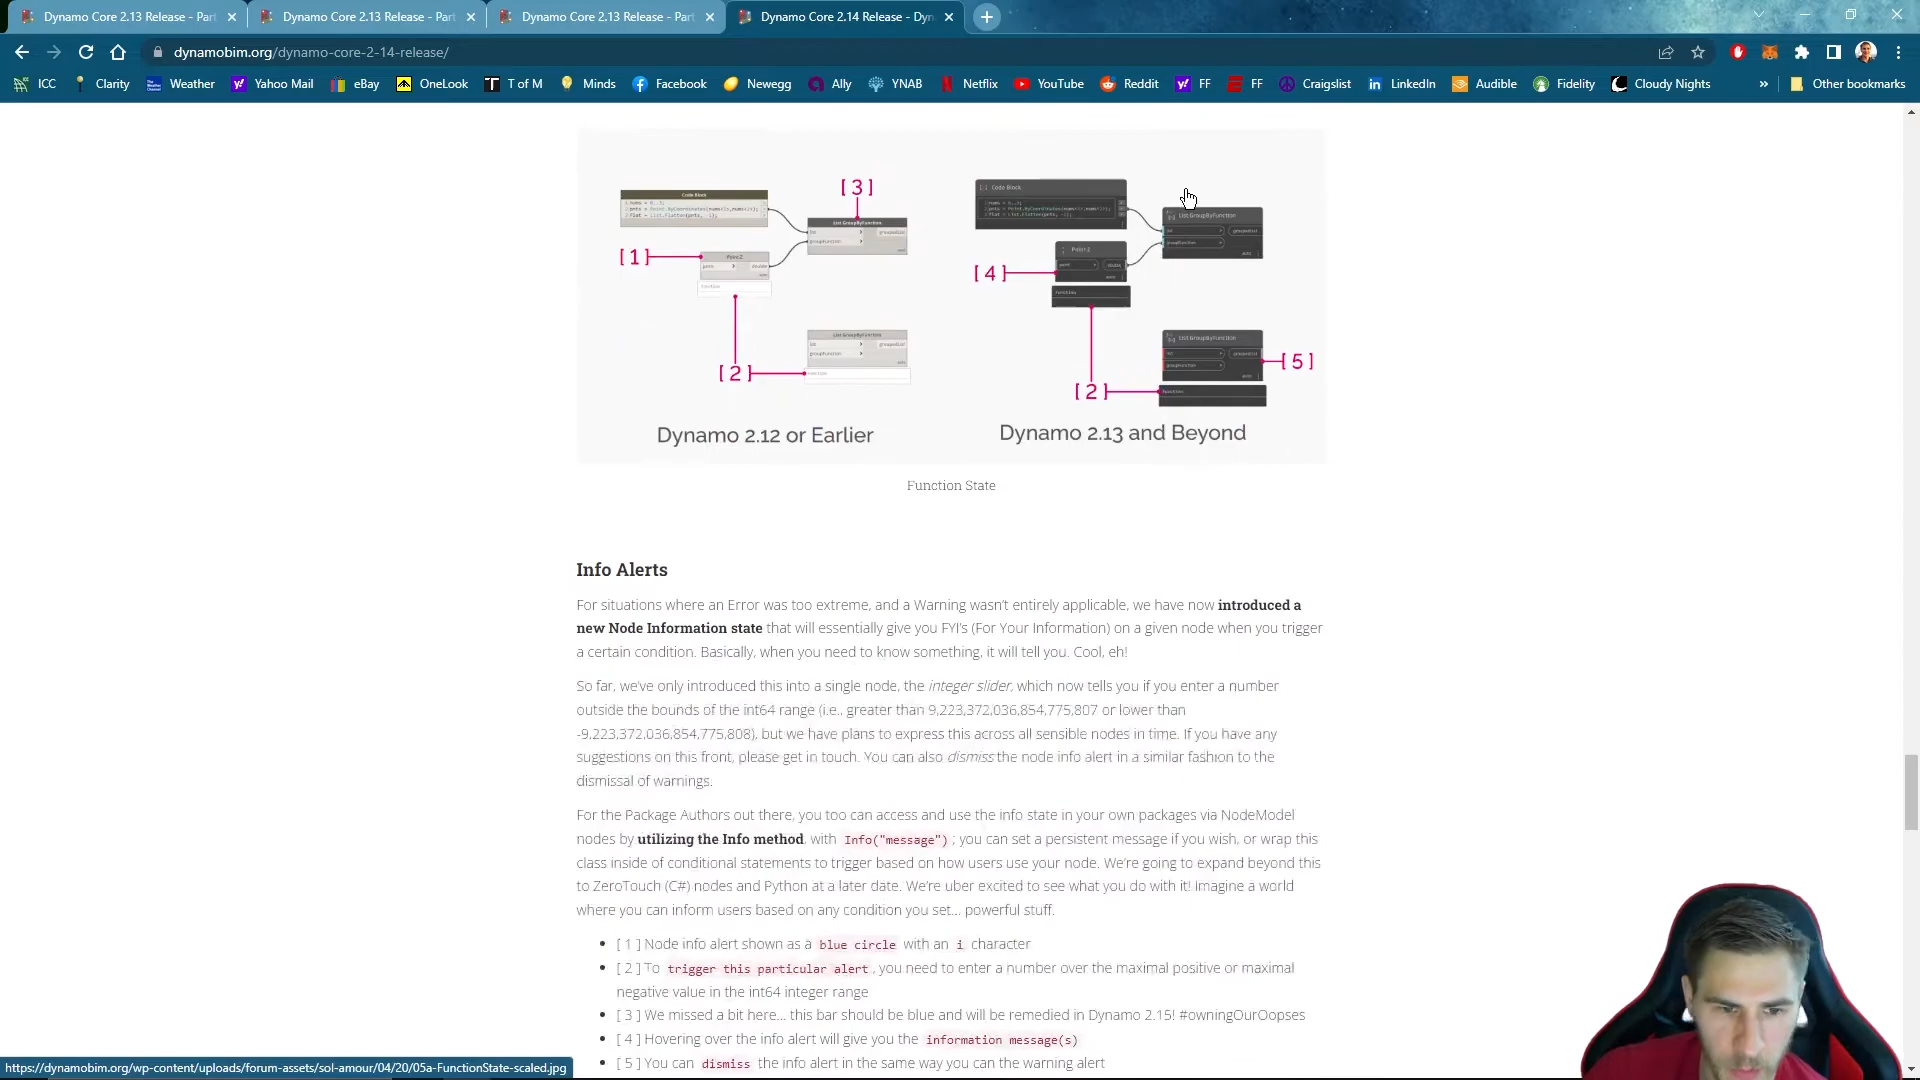 Dynamo Core 2.13 Release - Part
Dynamo Core 2.13 Release - Part
Dynamo Core 2.13 Release - Part
Dynamo Core 2.14 Release - Dyn
dynamobim.org/dynamo-core-2-14-release/
ICC
Clarity
Weather
Yahoo Mail
eBay
OneLook
T of M
Minds
Facebook
Newegg
Ally
YNAB
Netflix
YouTube
Reddit
FF
FF
Craigslist
LinkedIn
Audible
Fidelity
Cloudy Nights
»
Other bookmarks
Code Block
[ 3 ]
List.GroupByFunction
[ 1 ]
Point.Z
[ 2 ]
List.GroupByFunction
Dynamo 2.12 or Earlier
Code Block
List.GroupByFunction
Point.Z
[ 4 ]
List.GroupByFunction
[ 5 ]
[ 2 ]
Dynamo 2.13 and Beyond
Function State
Info Alerts
For situations where an Error was too extreme, and a Warning wasn't entirely applicable, we have now introduced a
new Node Information state that will essentially give you FYI's (For Your Information) on a given node when you trigger
a certain condition. Basically, when you need to know something, it will tell you. Cool, eh!
So far, we've only introduced this into a single node, the integer slider, which now tells you if you enter a number
outside the bounds of the int64 range (i.e., greater than 9,223,372,036,854,775,807 or lower than
-9,223,372,036,854,775,808), but we have plans to express this across all sensible nodes in time. If you have any
suggestions on this front, please get in touch. You can also dismiss the node info alert in a similar fashion to the
dismissal of warnings.
For the Package Authors out there, you too can access and use the info state in your own packages via NodeModel
nodes by utilizing the Info method, with Info("message") ; you can set a persistent message if you wish, or wrap this
class inside of conditional statements to trigger based on how users use your node. We're going to expand beyond this
to ZeroTouch (C#) nodes and Python at a later date. We're uber excited to see what you do with it! Imagine a world
where you can inform users based on any condition you set... powerful stuff.
• [ 1 ] Node info alert shown as a blue circle with an i character
• [ 2 ] To trigger this particular alert, you need to enter a number over the maximal positive or maximal
negative value in the int64 integer range
• [ 3 ] We missed a bit here... this bar should be blue and will be remedied in Dynamo 2.15! #owningOurOopses
• [ 4 ] Hovering over the info alert will give you the information message(s)
• [ 5 ] You can dismiss the info alert in the same way you can the warning alert
https://dynamobim.org/wp-content/uploads/forum-assets/sol-amour/04/20/05a-FunctionState-scaled.jpg